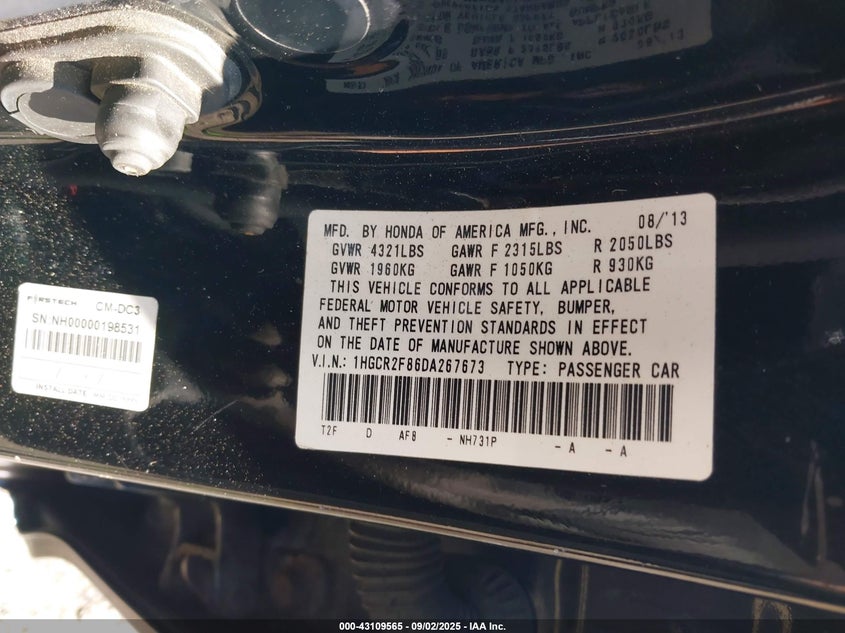 MFD. BY HONDA OF AMERICA MFG., INC. 08/'13
GVWR 4321LBS GAWR F 2315LBS R 2050LBS
GVWR 1960KG GAWR F 1050KG R 930KG
THIS VEHICLE CONFORMS TO ALL APPLICABLE
FEDERAL MOTOR VEHICLE SAFETY, BUMPER,
AND THEFT PREVENTION STANDARDS IN EFFECT
ON THE DATE OF MANUFACTURE SHOWN ABOVE.
V.I.N.: 1HGCR2F86DA267673 TYPE: PASSENGER CAR
T2F D AF8 - NH731P - A - A
FIRSTECH CM-DC3
SN NH00000198531
INSTALL DATE
000-43109565 - 09/02/2025 - IAA Inc.